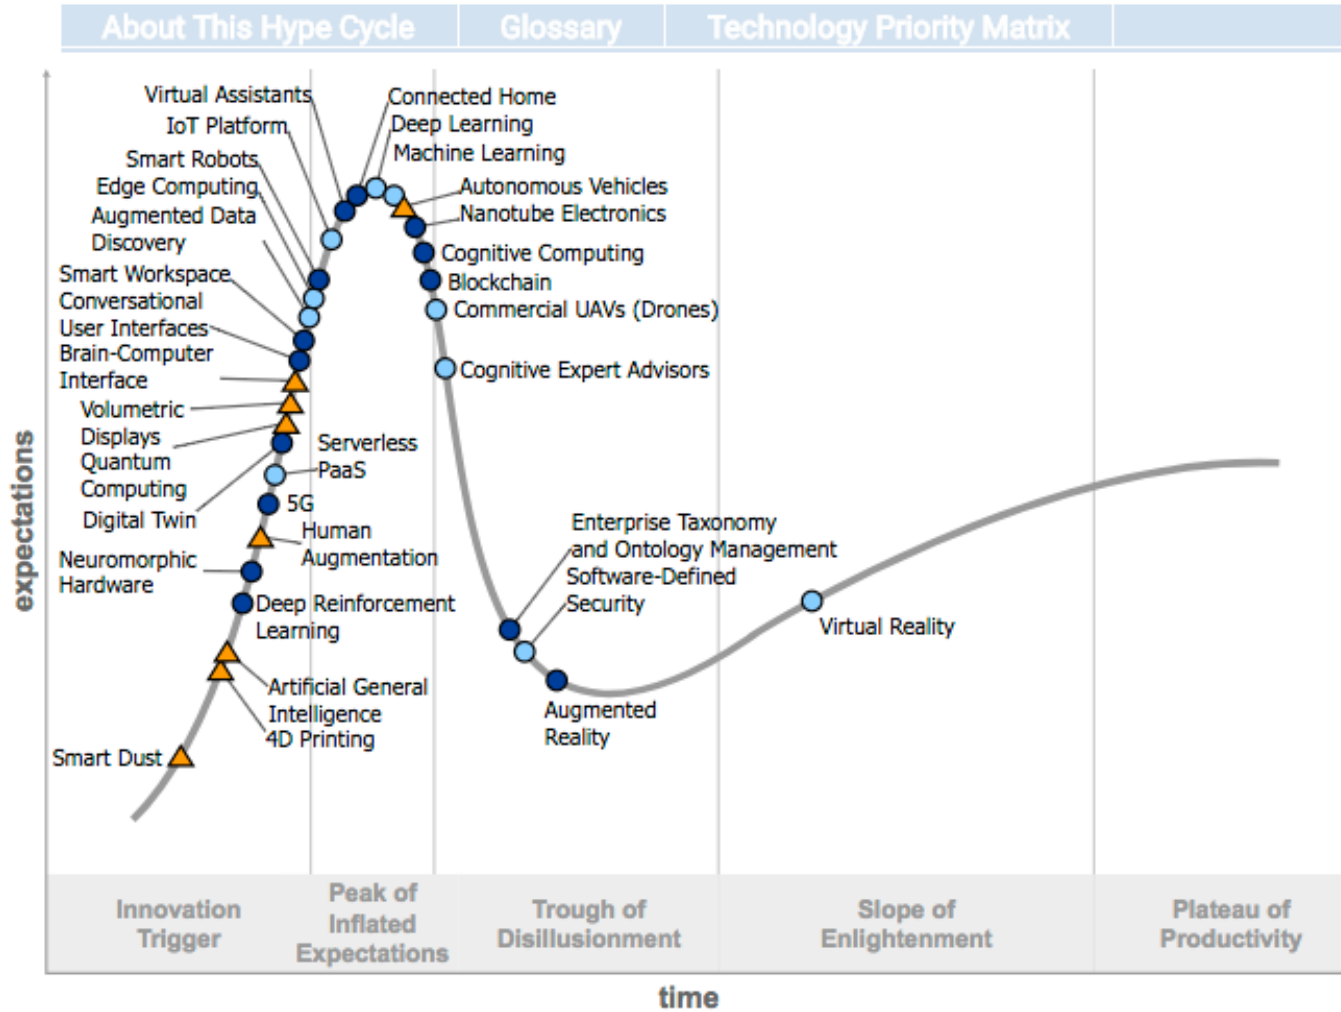 About This Hype Cycle
Glossary
Technology Priority Matrix
Virtual Assistants
IoT Platform
Smart Robots
Edge Computing
Augmented Data
Discovery
Smart Workspace
Conversational
User Interfaces
Brain-Computer
Interface
Volumetric
Displays
Quantum
Computing
Digital Twin
Neuromorphic
Hardware
Smart Dust
Connected Home
Deep Learning
Machine Learning
Autonomous Vehicles
Nanotube Electronics
Cognitive Computing
Blockchain
Commercial UAVs (Drones)
Cognitive Expert Advisors
Serverless
PaaS
5G
Human
Augmentation
Deep Reinforcement
Learning
Artificial General
Intelligence
4D Printing
Enterprise Taxonomy
and Ontology Management
Software-Defined
Security
Augmented
Reality
Virtual Reality
expectations
Innovation
Trigger
Peak of
Inflated
Expectations
Trough of
Disillusionment
Slope of
Enlightenment
Plateau of
Productivity
time